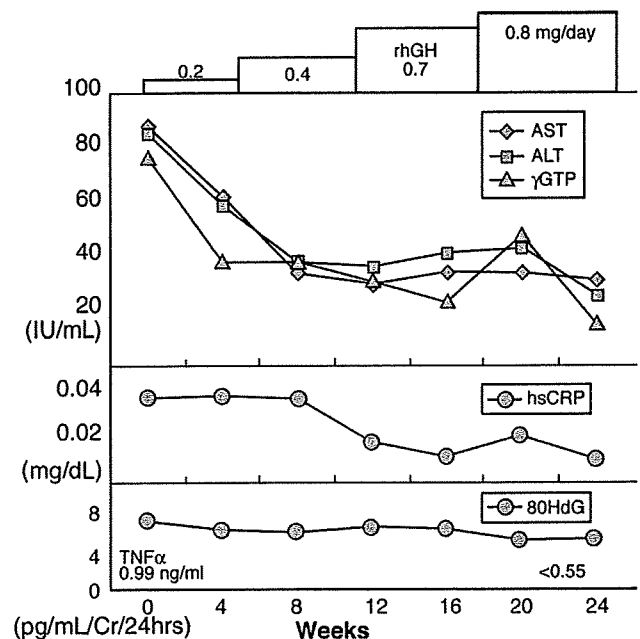 0.2
0.4
rhGH
0.7
0.8 mg/day
100
80
60
40
20
(IU/mL)
AST
ALT
γGTP
0.04
0.02
(mg/dL)
hsCRP
8
4
0
80HdG
TNFα
0.99 ng/ml
<0.55
0 4 8 12 16 20 24
(pg/mL/Cr/24hrs) Weeks